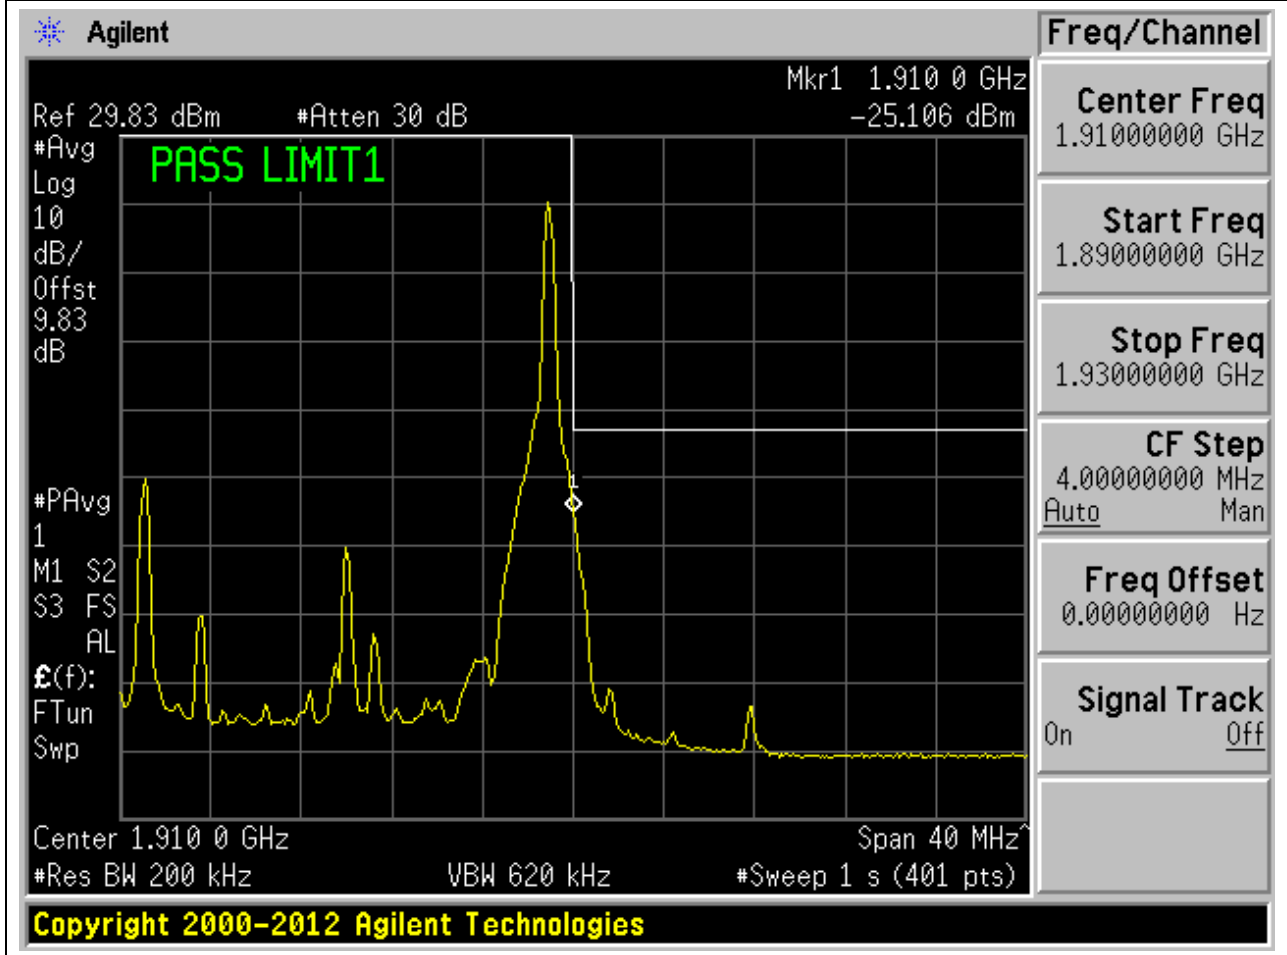 Agilent
Freq/Channel
Mkr1 1.910 0 GHz
Ref 29.83 dBm #Atten 30 dB -25.106 dBm
#Avg
Log
10
dB/
Offst
9.83
dB
PASS LIMIT1
1
#PAvg
1
M1 S2
S3 FS
AL
£(f):
FTun
Swp
Center 1.910 0 GHz Span 40 MHz^
#Res BW 200 kHz VBW 620 kHz #Sweep 1 s (401 pts)
Copyright 2000-2012 Agilent Technologies
Center Freq
1.91000000 GHz
Start Freq
1.89000000 GHz
Stop Freq
1.93000000 GHz
CF Step
4.00000000 MHz
Auto Man
Freq Offset
0.00000000 Hz
Signal Track
On Off